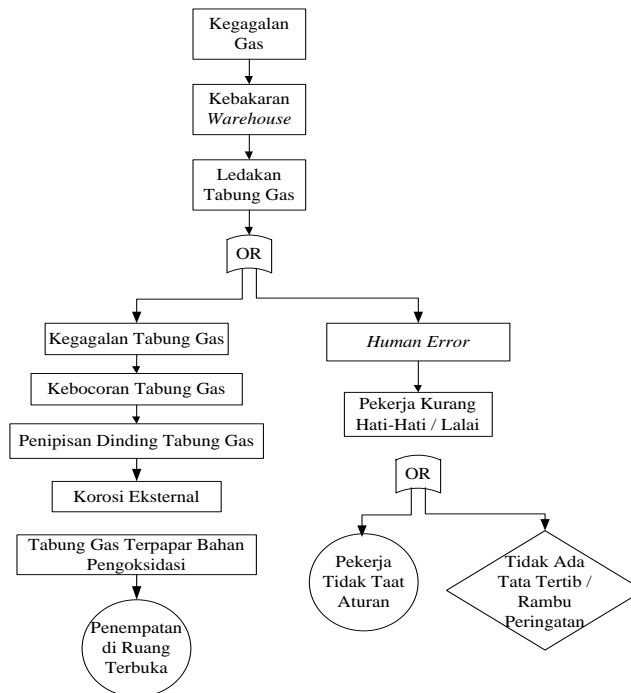 Kegagalan
Gas
Kebakaran
Warehouse
Ledakan
Tabung Gas
OR
Kegagalan Tabung Gas
Human Error
Kebocoran Tabung Gas
Pekerja Kurang
Hati-Hati / Lalai
Penipisan Dinding Tabung Gas
OR
Korosi Eksternal
Tabung Gas Terpapar Bahan
Pengoksidasi
Pekerja
Tidak Taat
Aturan
Tidak Ada
Tata Tertib /
Rambu
Peringatan
Penempatan
di Ruang
Terbuka